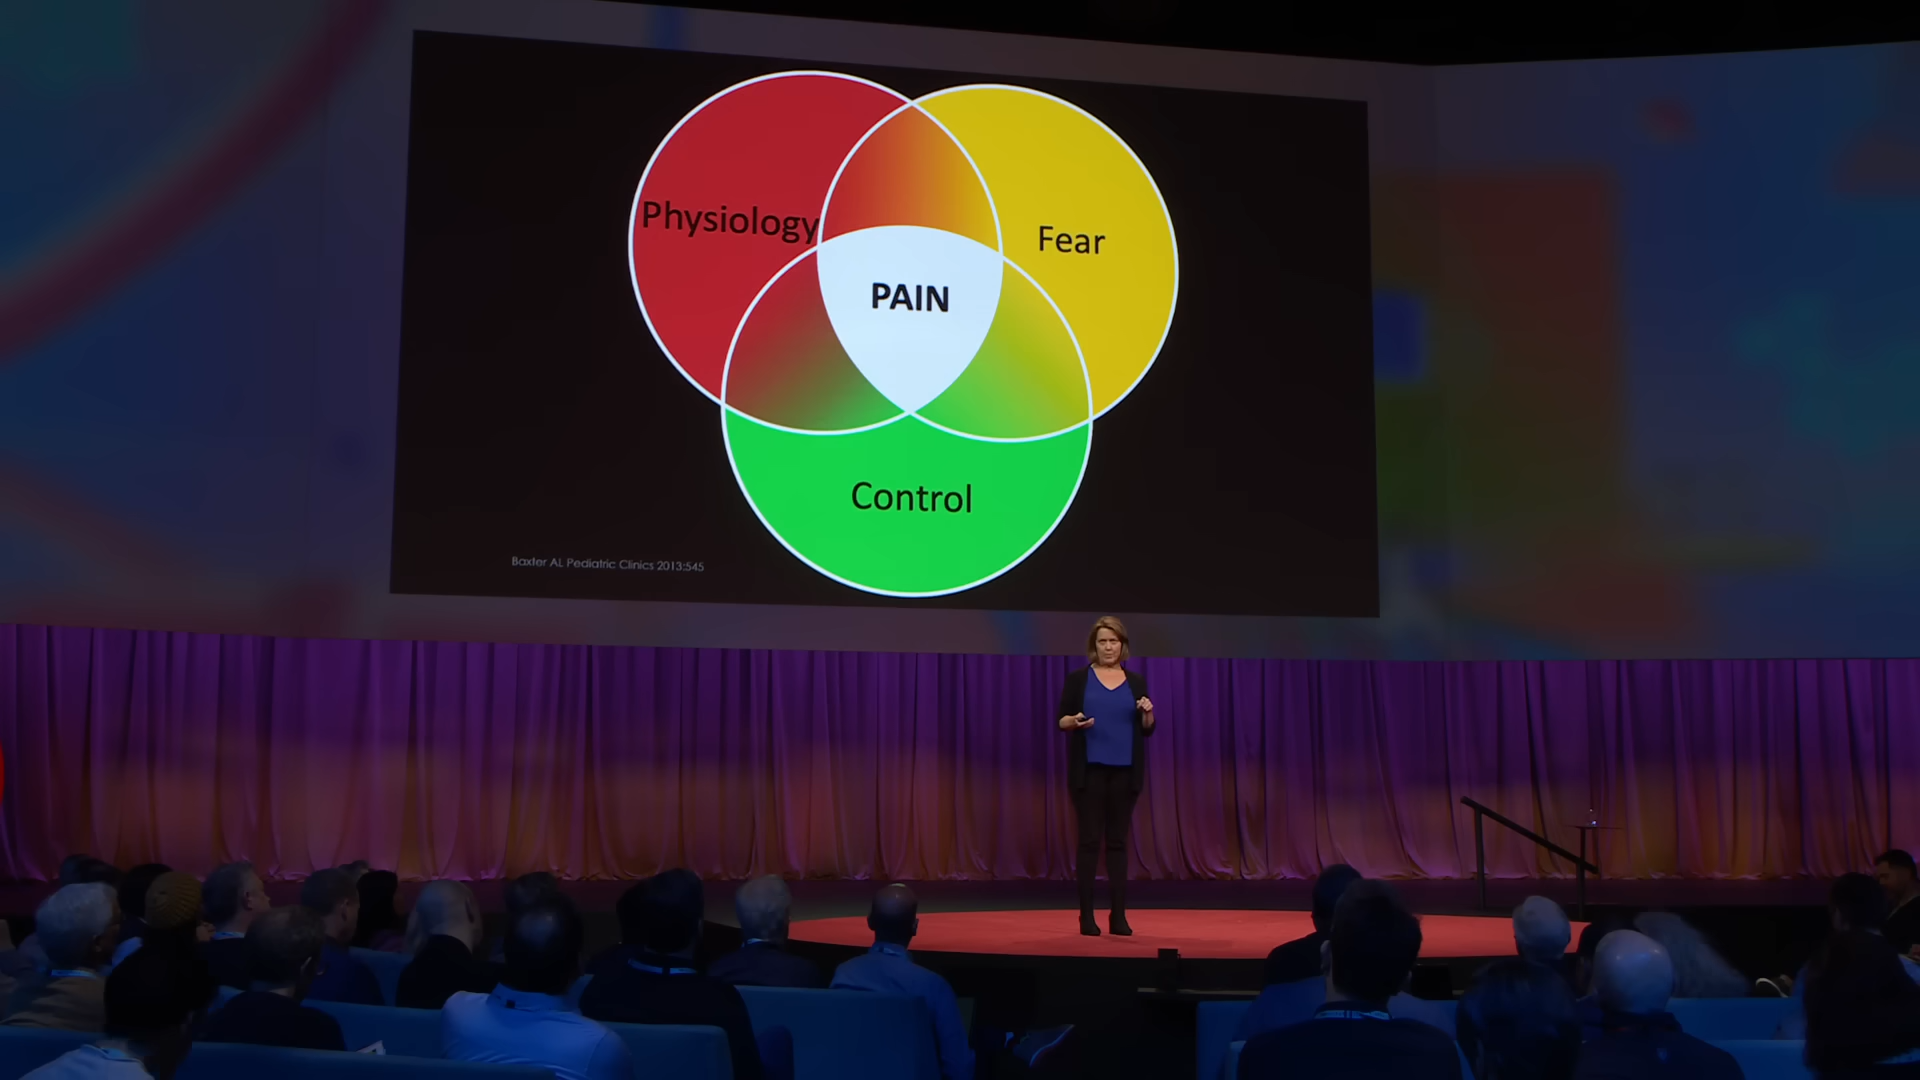 Physiology
Fear
PAIN
Control
Baxter AL Pediatric Clinics 2013:545